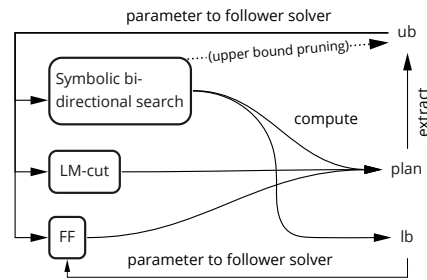 parameter to follower solver
ub
(upper bound pruning)
Symbolic bi-
directional search
compute
extract
LM-cut
plan
FF
lb
parameter to follower solver